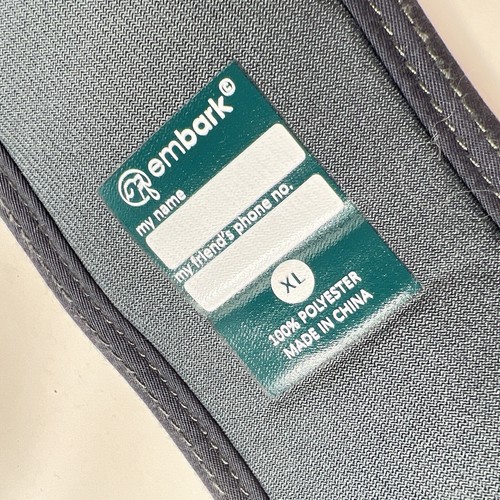 embark©
my name
my friend's phone no.
XL
100% POLYESTER
MADE IN CHINA